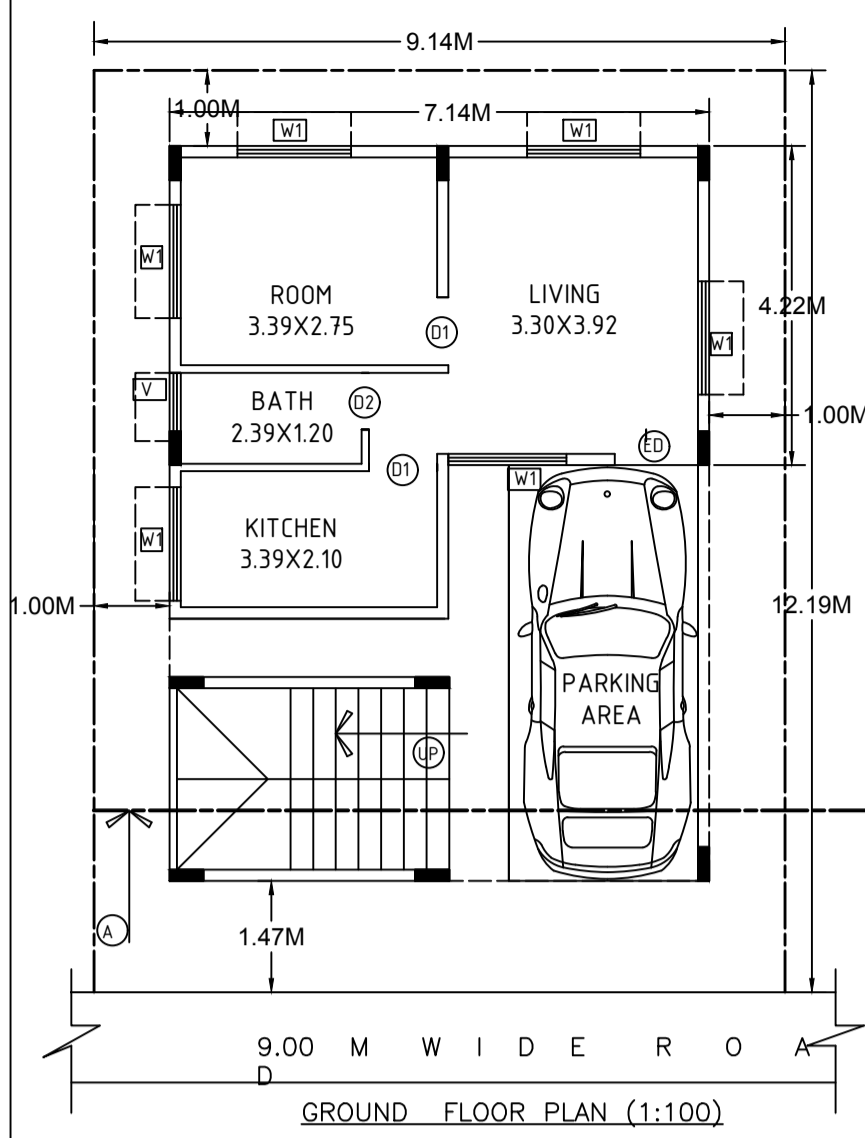 9.14M
1.00M
7.14M
W1
W1
W1
ROOM
3.39X2.75
LIVING
3.30X3.92
4.22M
D1
W1
V
BATH
2.39X1.20
D2
1.00M
ED
D1
W1
W1
KITCHEN
3.39X2.10
1.00M
12.19M
PARKING
AREA
UP
A
1.47M
9.00 M WIDE ROA
D
GROUND FLOOR PLAN (1:100)